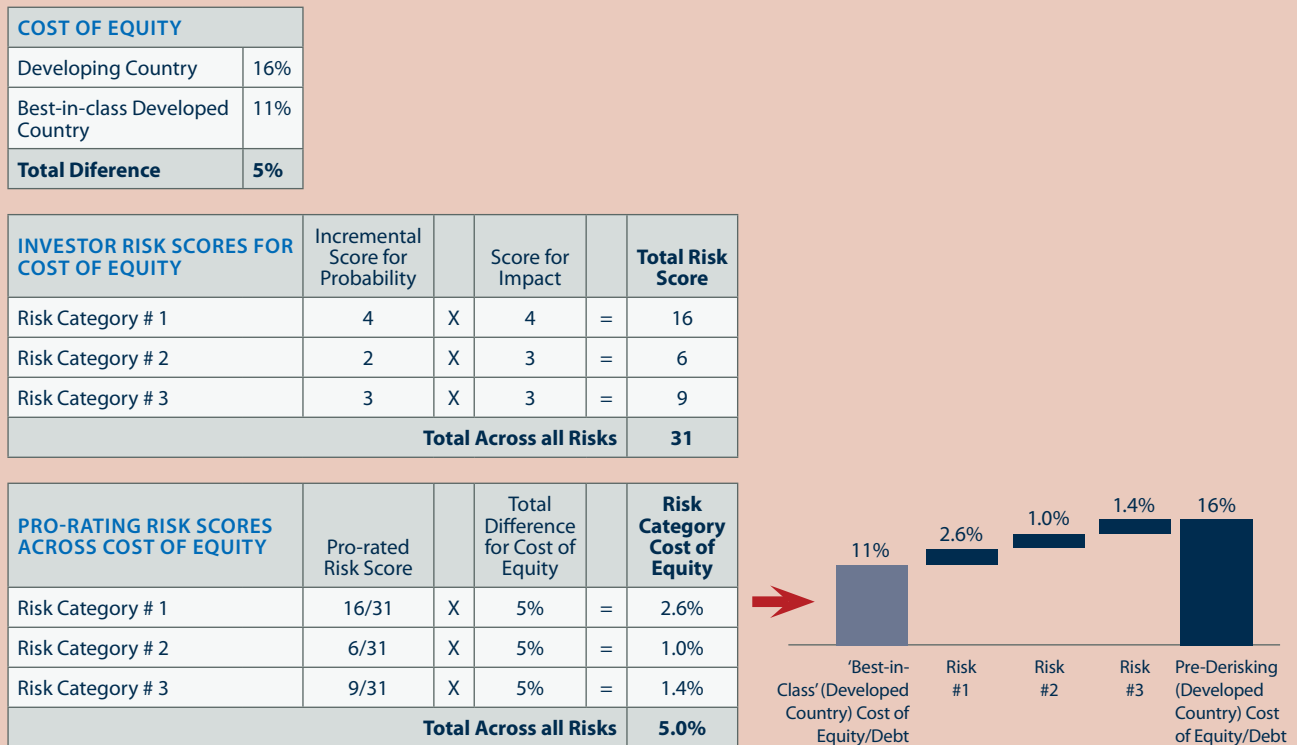 COST OF EQUITY
Developing Country 16%
Best-in-class Developed 11%
Country
Total Diference 5%
INVESTOR RISK SCORES FOR
COST OF EQUITY
Incremental
Score for
Probability
Score for
Impact
Total Risk
Score
Risk Category # 1 4 X 4 = 16
Risk Category # 2 2 X 3 = 6
Risk Category # 3 3 X 3 = 9
Total Across all Risks 31
PRO-RATING RISK SCORES
ACROSS COST OF EQUITY
Pro-rated
Risk Score
Total
Difference
for Cost of
Equity
Risk
Category
Cost of
Equity
Risk Category # 1 16/31 X 5% = 2.6%
Risk Category # 2 6/31 X 5% = 1.0%
Risk Category # 3 9/31 X 5% = 1.4%
Total Across all Risks 5.0%
11%
2.6%
1.0%
1.4%
16%
'Best-in-
Class' (Developed
Country) Cost of
Equity/Debt
Risk
#1
Risk
#2
Risk
#3
Pre-Derisking
(Developed
Country) Cost
of Equity/Debt